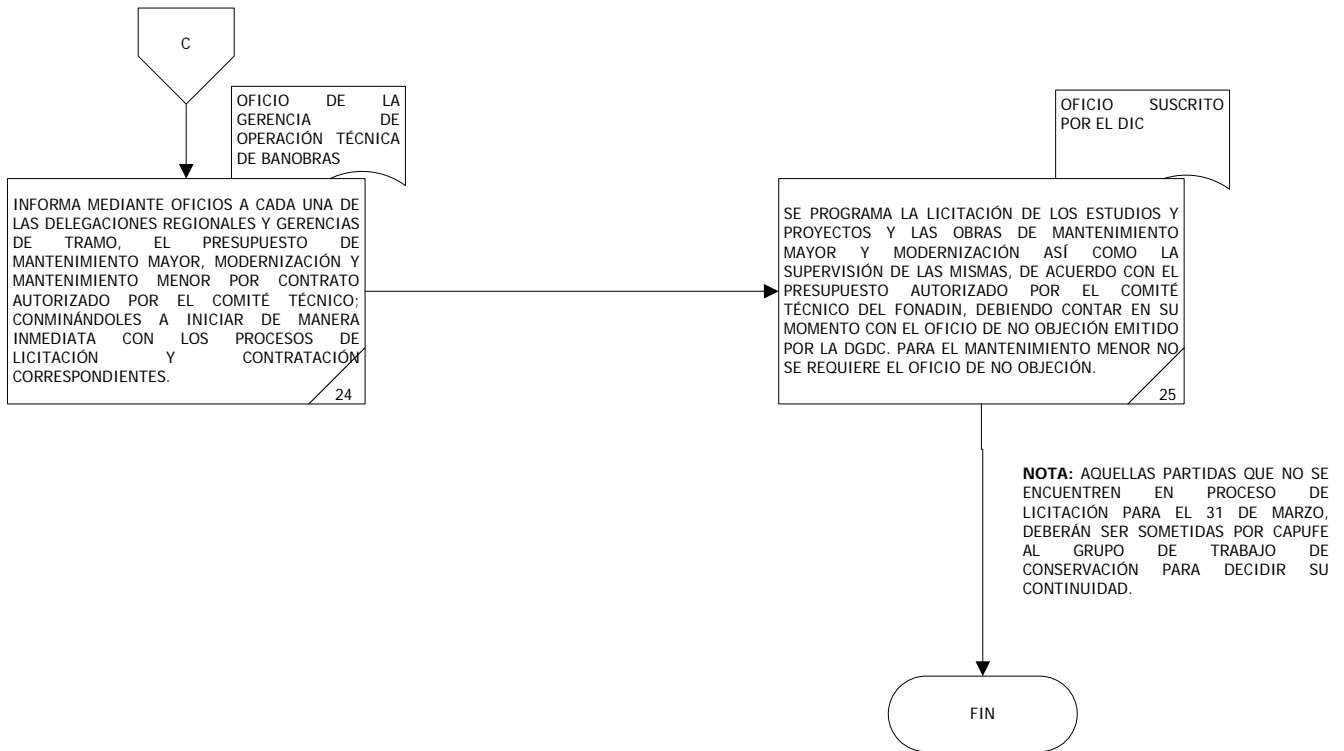 C
OFICIO DE LA
GERENCIA DE
OPERACIÓN TÉCNICA
DE BANOBRAS
INFORMA MEDIANTE OFICIOS A CADA UNA DE
LAS DELEGACIONES REGIONALES Y GERENCIAS
DE TRAMO, EL PRESUPUESTO DE
MANTENIMIENTO MAYOR, MODERNIZACIÓN Y
MANTENIMIENTO MENOR POR CONTRATO
AUTORIZADO POR EL COMITÉ TÉCNICO;
CONMINÁNDOLES A INICIAR DE MANERA
INMEDIATA CON LOS PROCESOS DE
LICITACIÓN Y CONTRATACIÓN
CORRESPONDIENTES.
24
OFICIO SUSCRITO
POR EL DIC
SE PROGRAMA LA LICITACIÓN DE LOS ESTUDIOS Y
PROYECTOS Y LAS OBRAS DE MANTENIMIENTO
MAYOR Y MODERNIZACIÓN ASÍ COMO LA
SUPERVISIÓN DE LAS MISMAS, DE ACUERDO CON EL
PRESUPUESTO AUTORIZADO POR EL COMITÉ
TÉCNICO DEL FONADIN, DEBIENDO CONTAR EN SU
MOMENTO CON EL OFICIO DE NO OBJECIÓN EMITIDO
POR LA DGDC. PARA EL MANTENIMIENTO MENOR NO
SE REQUIERE EL OFICIO DE NO OBJECIÓN.
25
NOTA: AQUELLAS PARTIDAS QUE NO SE
ENCUENTREN EN PROCESO DE
LICITACIÓN PARA EL 31 DE MARZO,
DEBERÁN SER SOMETIDAS POR CAPUFE
AL GRUPO DE TRABAJO DE
CONSERVACIÓN PARA DECIDIR SU
CONTINUIDAD.
FIN